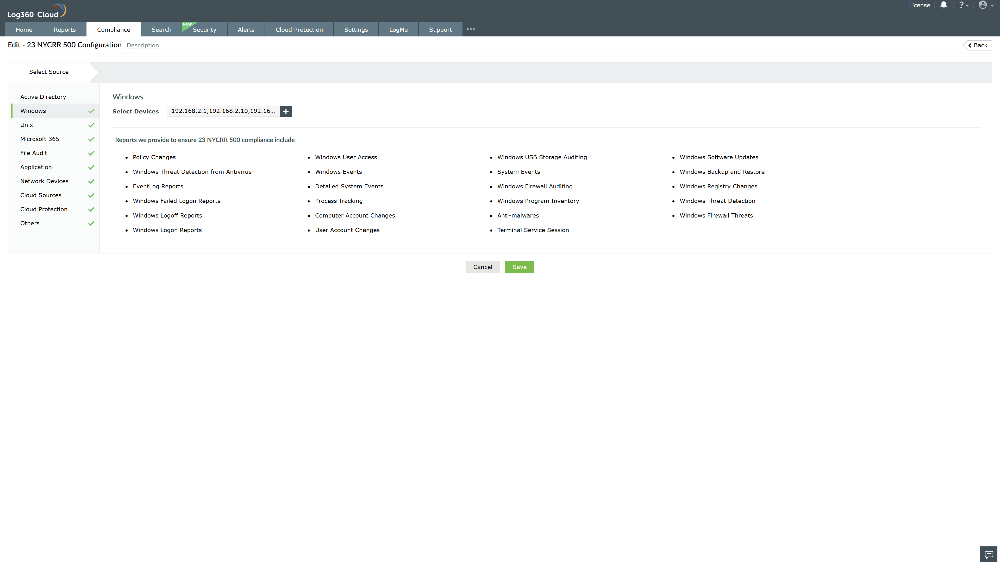 Log360 Cloud
License
?
Home
Reports
Compliance
Search
NEW
Security
Alerts
Cloud Protection
Settings
LogMe
Support
Edit - 23 NYCRR 500 Configuration
Description
Back
Select Source
Active Directory
Windows
Unix
Microsoft 365
File Audit
Application
Network Devices
Cloud Sources
Cloud Protection
Others
Windows
Select Devices
192.168.2.1,192.168.2.10,192.16...
Reports we provide to ensure 23 NYCRR 500 compliance include
Policy Changes
Windows User Access
Windows USB Storage Auditing
Windows Software Updates
Windows Threat Detection from Antivirus
Windows Events
System Events
Windows Backup and Restore
EventLog Reports
Detailed System Events
Windows Firewall Auditing
Windows Registry Changes
Windows Failed Logon Reports
Process Tracking
Windows Program Inventory
Windows Threat Detection
Windows Logoff Reports
Computer Account Changes
Anti-malwares
Windows Firewall Threats
Windows Logon Reports
User Account Changes
Terminal Service Session
Cancel
Save